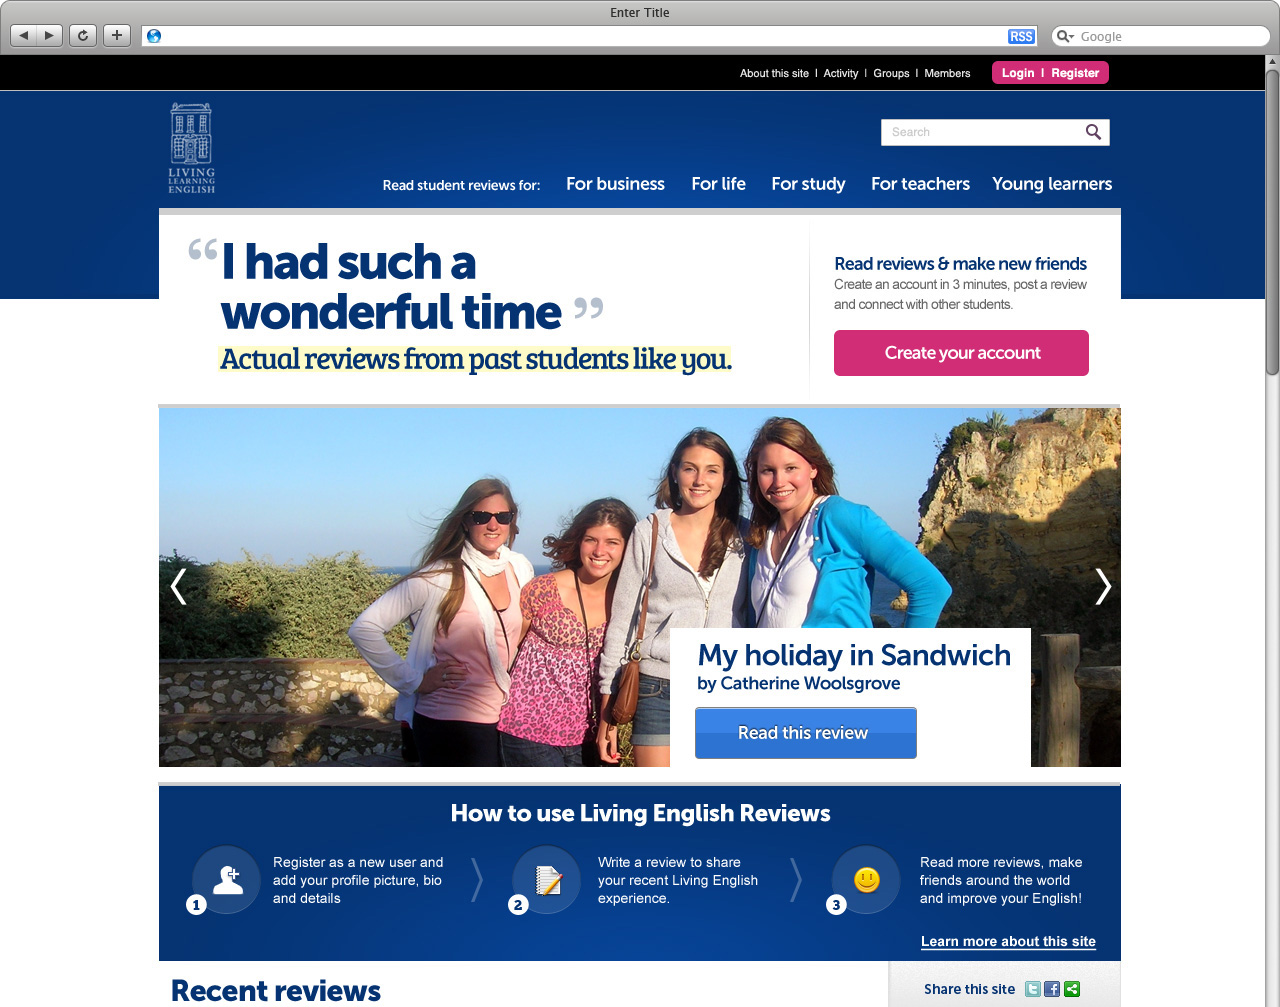 Enter Title
RSS
Google
About this site | Activity | Groups | Members
Login | Register
LIVING
LEARNING
ENGLISH
Search
Read student reviews for: For business For life For study For teachers Young learners
“I had such a
wonderful time”
Actual reviews from past students like you.
Read reviews & make new friends
Create an account in 3 minutes, post a review
and connect with other students.
Create your account
My holiday in Sandwich
by Catherine Woolsgrove
Read this review
How to use Living English Reviews
1
Register as a new user and
add your profile picture, bio
and details
2
Write a review to share
your recent Living English
experience.
3
Read more reviews, make
friends around the world
and improve your English!
Learn more about this site
Recent reviews
Share this site